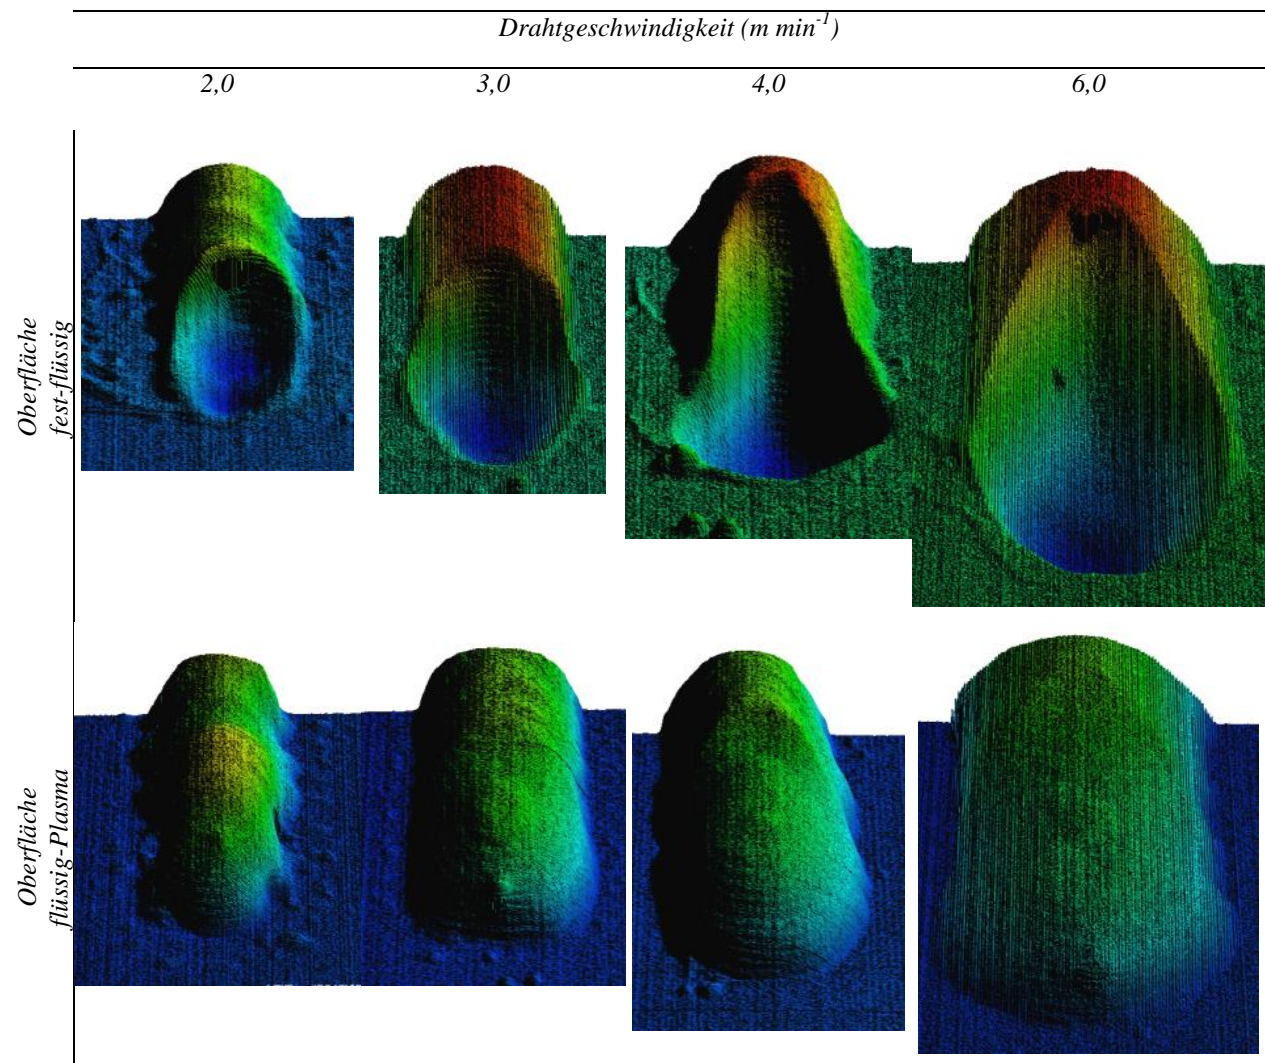 Drahtgeschwindigkeit (m min⁻¹)
2,0 3,0 4,0 6,0
Oberfläche
fest-flüssig
Oberfläche
flüssig-Plasma